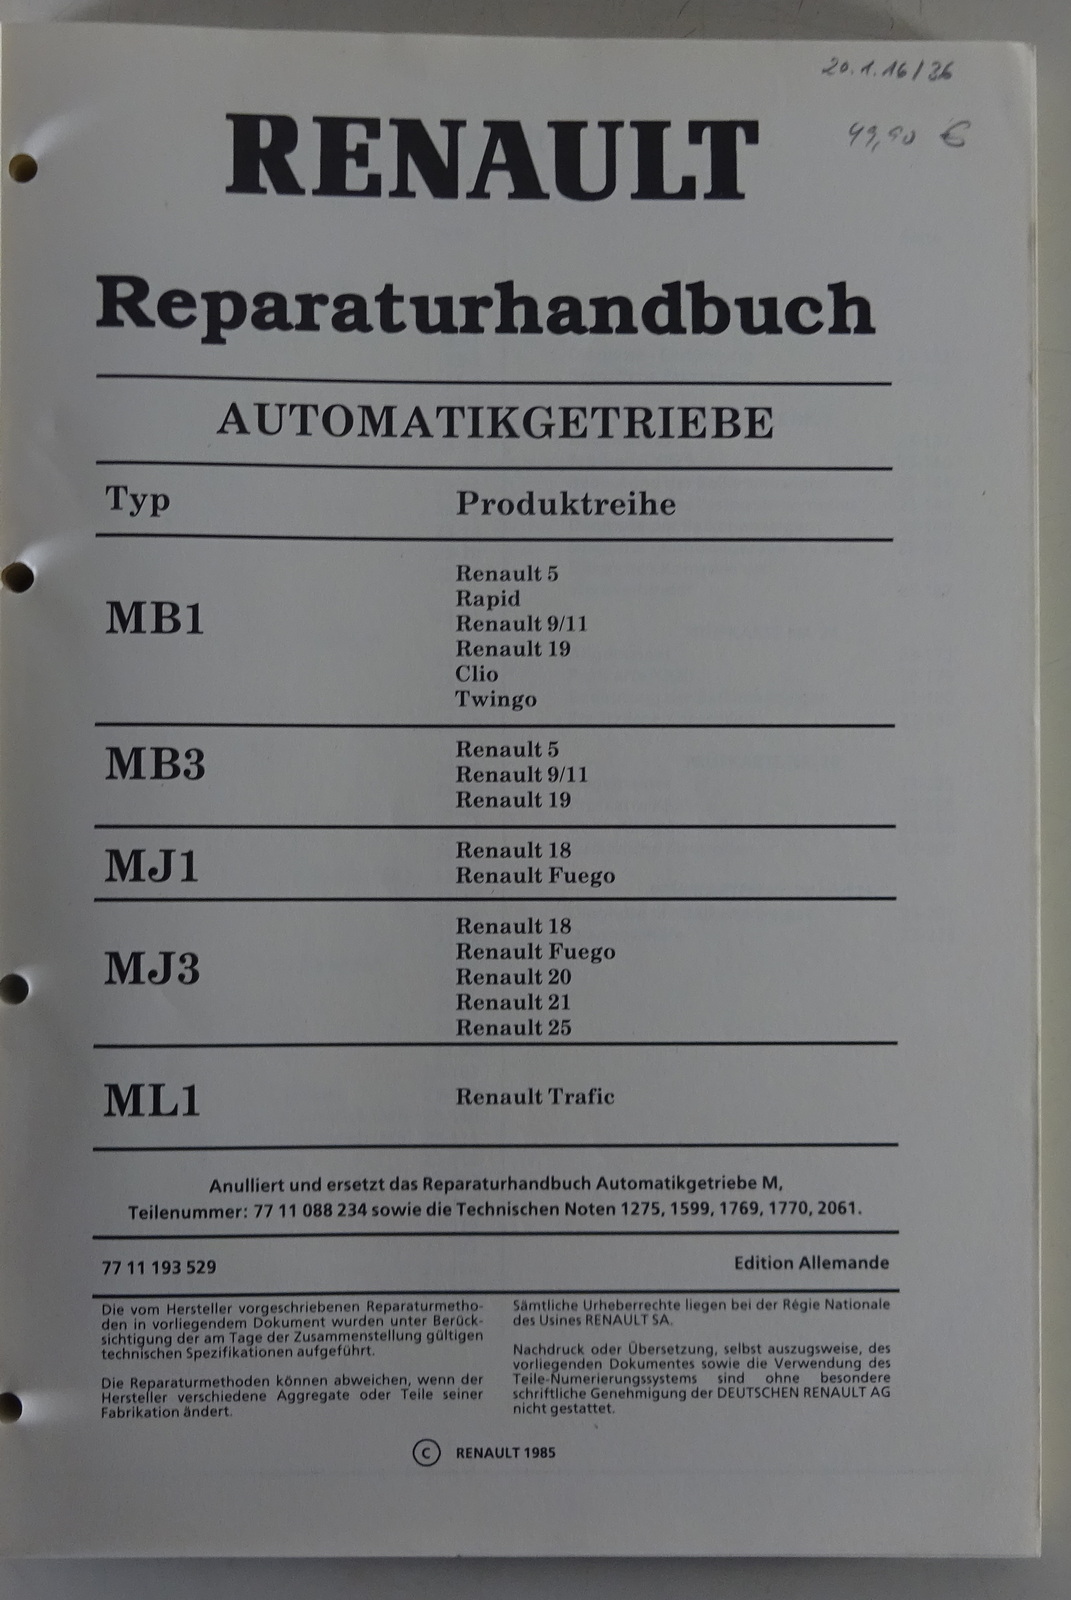 20.1.16/36
RENAULT
49,90 €
Reparaturhandbuch
AUTOMATIKGETRIEBE
Typ Produktreihe
MB1
Renault 5
Rapid
Renault 9/11
Renault 19
Clio
Twingo
MB3
Renault 5
Renault 9/11
Renault 19
MJ1
Renault 18
Renault Fuego
MJ3
Renault 18
Renault Fuego
Renault 20
Renault 21
Renault 25
ML1
Renault Trafic
Anulliert und ersetzt das Reparaturhandbuch Automatikgetriebe M,
Teilenummer: 77 11 088 234 sowie die Technischen Noten 1275, 1599, 1769, 1770, 2061.
77 11 193 529 Edition Allemande
Die vom Hersteller vorgeschriebenen Reparaturmetho-
den in vorliegendem Dokument wurden unter Berück-
sichtigung der am Tage der Zusammenstellung gültigen
technischen Spezifikationen aufgeführt.
Die Reparaturmethoden können abweichen, wenn der
Hersteller verschiedene Aggregate oder Teile seiner
Fabrikation ändert.
Sämtliche Urheberrechte liegen bei der Régie Nationale
des Usines RENAULT SA.
Nachdruck oder Übersetzung, selbst auszugsweise, des
vorliegenden Dokumentes sowie die Verwendung des
Teile-Numerierungssystems sind ohne besondere
schriftliche Genehmigung der DEUTSCHEN RENAULT AG
nicht gestattet.
© RENAULT 1985